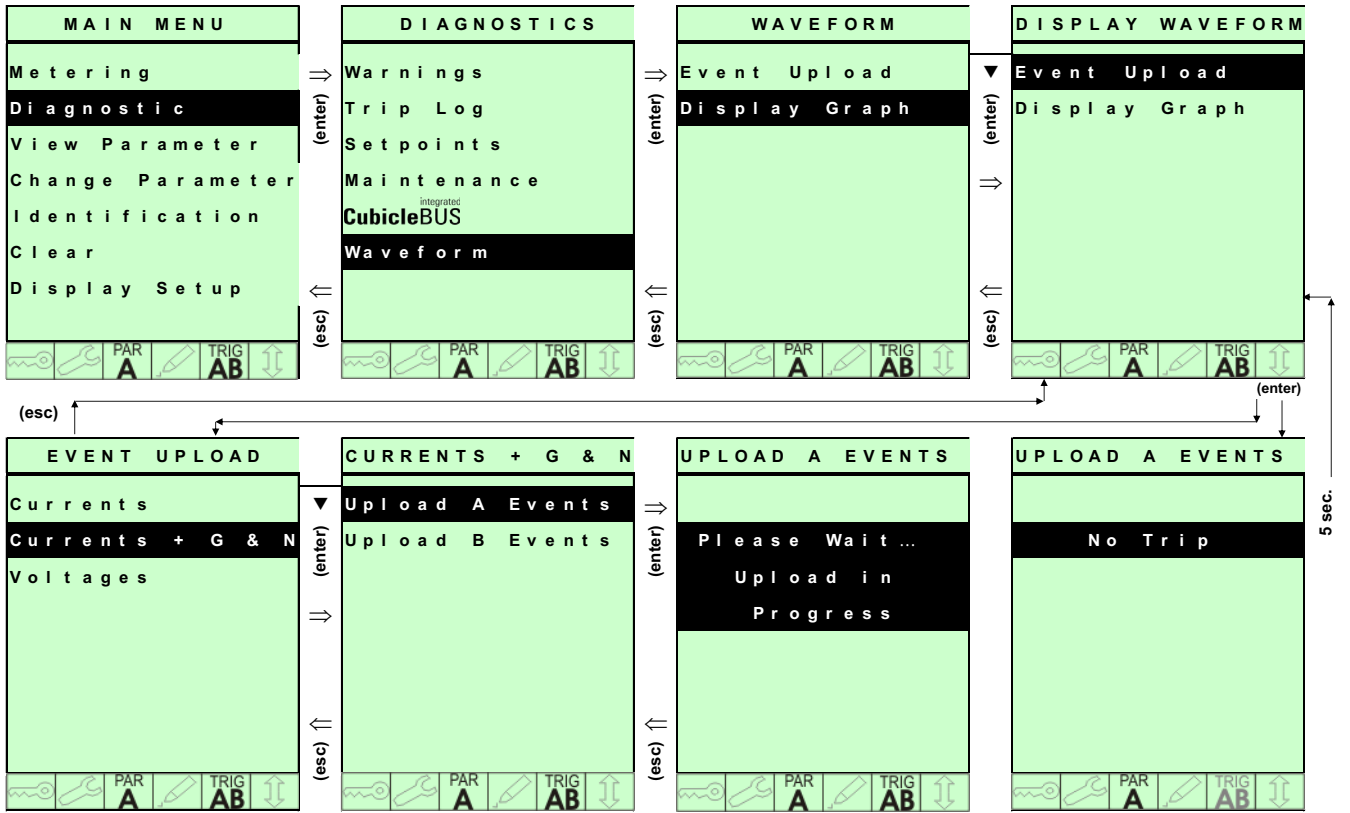 MAIN MENU
Metering
Diagnostic
View Parameter
Change Parameter
Identification
Clear
Display Setup
PAR
A
TRIG
AB
⇒
(enter)
⇐
(esc)
DIAGNOSTICS
Warnings
Trip Log
Setpoints
Maintenance
integrated
CubicleBUS
Waveform
PAR
A
TRIG
AB
⇒
(enter)
⇐
(esc)
WAVEFORM
Event Upload
Display Graph
PAR
A
TRIG
AB
▼
(enter)
⇒
⇐
(esc)
DISPLAY WAVEFORM
Event Upload
Display Graph
PAR
A
TRIG
AB
(enter)
(esc)
5 sec.
EVENT UPLOAD
Currents
Currents + G & N
Voltages
PAR
A
TRIG
AB
▼
(enter)
⇒
⇐
(esc)
CURRENTS + G & N
Upload A Events
Upload B Events
PAR
A
TRIG
AB
⇒
(enter)
⇐
(esc)
UPLOAD A EVENTS
Please Wait...
Upload in
Progress
PAR
A
TRIG
AB
UPLOAD A EVENTS
No Trip
PAR
A
TRIG
AB